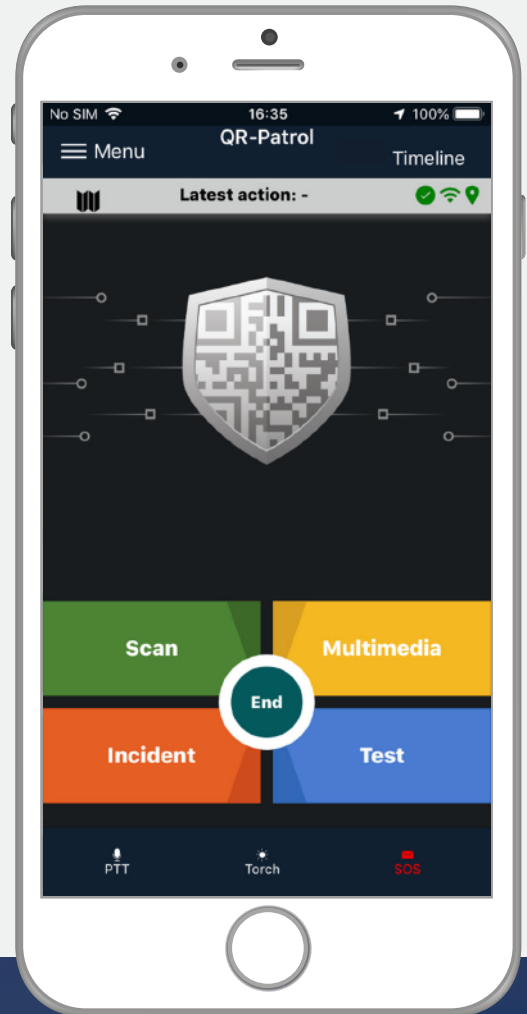 No SIM 16:35 100%
QR-Patrol
Menu Timeline
Latest action: -
Scan Multimedia
End
Incident Test
PTT Torch SOS